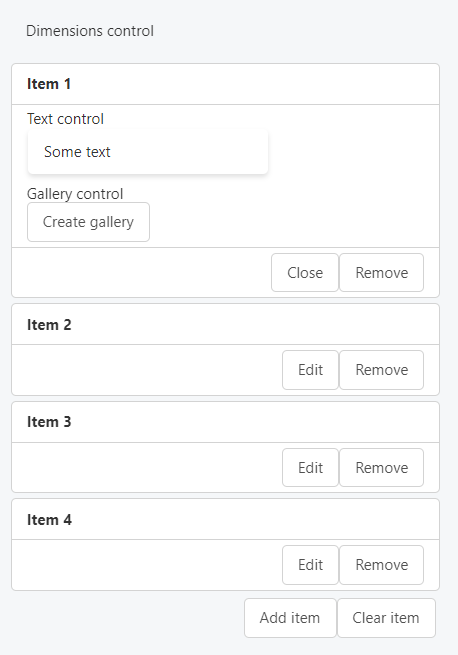 Dimensions control
Item 1
Text control
Some text
Gallery control
Create gallery
Close Remove
Item 2
Edit Remove
Item 3
Edit Remove
Item 4
Edit Remove
Add item Clear item